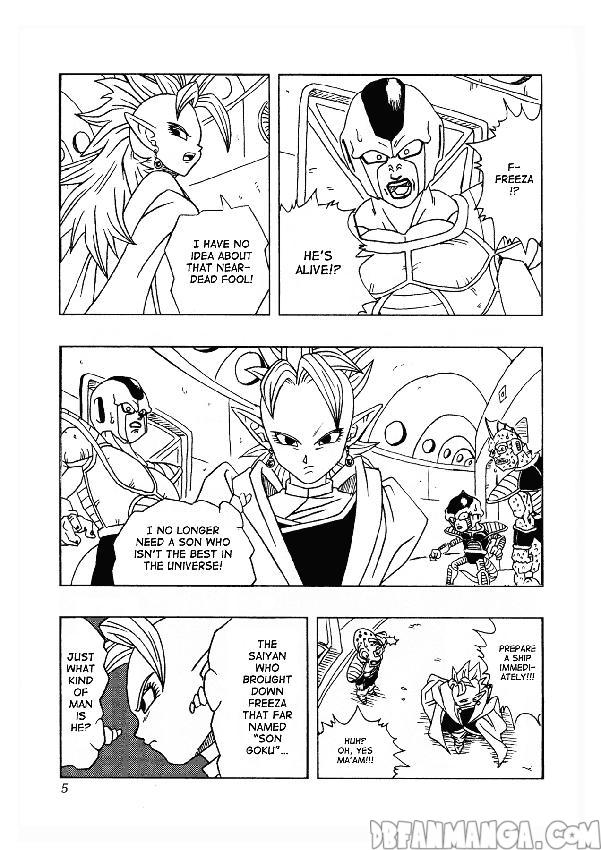 F-
FREEZA
!?
HE'S
ALIVE!?
I HAVE NO
IDEA ABOUT
THAT NEAR-
DEAD FOOL!
I NO LONGER
NEED A SON WHO
ISN'T THE BEST IN
THE UNIVERSE!
PREPARE
A SHIP
IMMEDI-
ATELY!!!
HUH?
OH, YES
MA'AM!!!
THE
SAIYAN
WHO
BROUGHT
DOWN
FREEZA
THAT FAR
NAMED
"SON
GOKU"...
JUST
WHAT
KIND
OF
MAN
IS
HE?
5
DBFANMANGA.COM